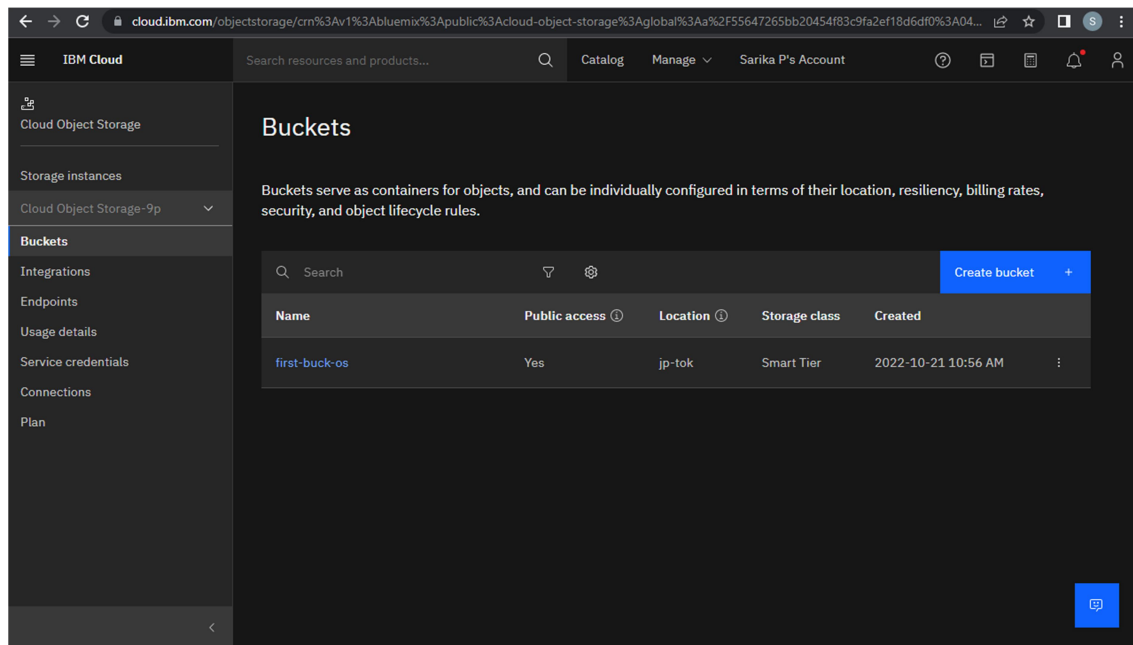 cloud.ibm.com/objectstorage/crn%3Av1%3Abluemix%3Apublic%3Acloud-object-storage%3Aglobal%3Aa%2F55647265bb20454f83c9fa2ef18d6df0%3A04...
S
IBM Cloud
Search resources and products...
Catalog
Manage
Sarika P's Account
Cloud Object Storage
Storage instances
Cloud Object Storage-9p
Buckets
Integrations
Endpoints
Usage details
Service credentials
Connections
Plan
Buckets
Buckets serve as containers for objects, and can be individually configured in terms of their location, resiliency, billing rates,
security, and object lifecycle rules.
Search
Create bucket +
Name Public access Location Storage class Created
first-buck-os Yes jp-tok Smart Tier 2022-10-21 10:56 AM